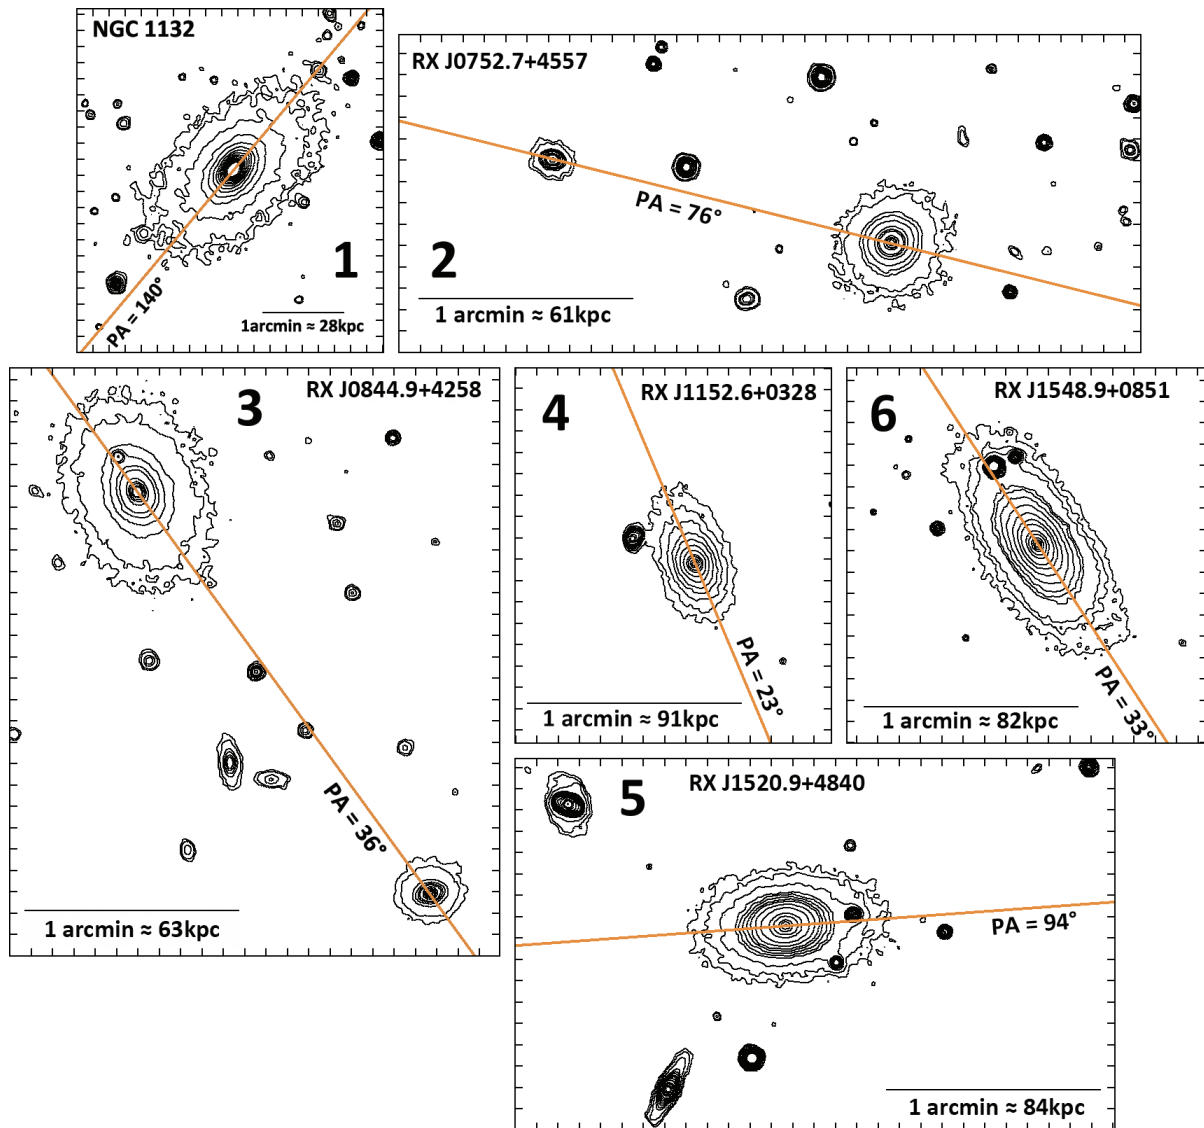 NGC 1132
1
PA = 140°
1arcmin ≈ 28kpc
RX J0752.7+4557
PA = 76°
2
1 arcmin ≈ 61kpc
3
RX J0844.9+4258
PA = 36°
1 arcmin ≈ 63kpc
4
RX J1152.6+0328
PA = 23°
1 arcmin ≈ 91kpc
6
RX J1548.9+0851
PA = 33°
1 arcmin ≈ 82kpc
5
RX J1520.9+4840
PA = 94°
1 arcmin ≈ 84kpc